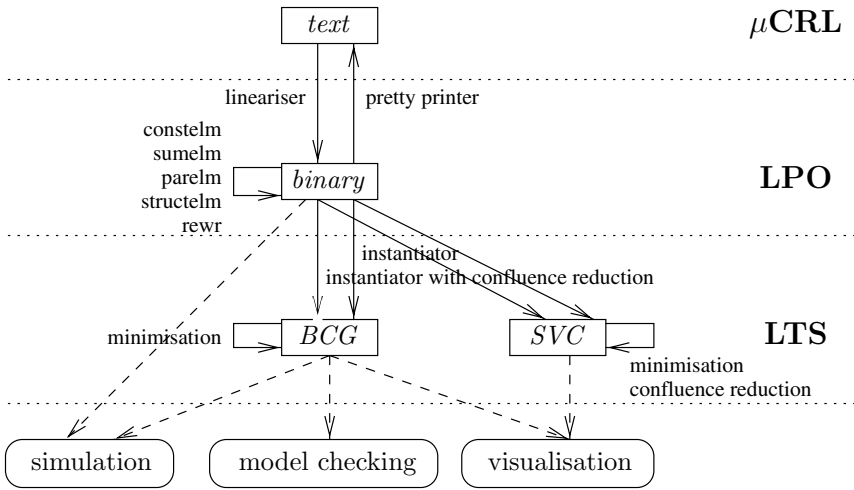 text
μCRL
lineariser
pretty printer
constelm
sumelm
parelm
structelm
rewr
binary
LPO
instantiator
instantiator with confluence reduction
minimisation
BCG
SVC
LTS
minimisation
confluence reduction
simulation
model checking
visualisation